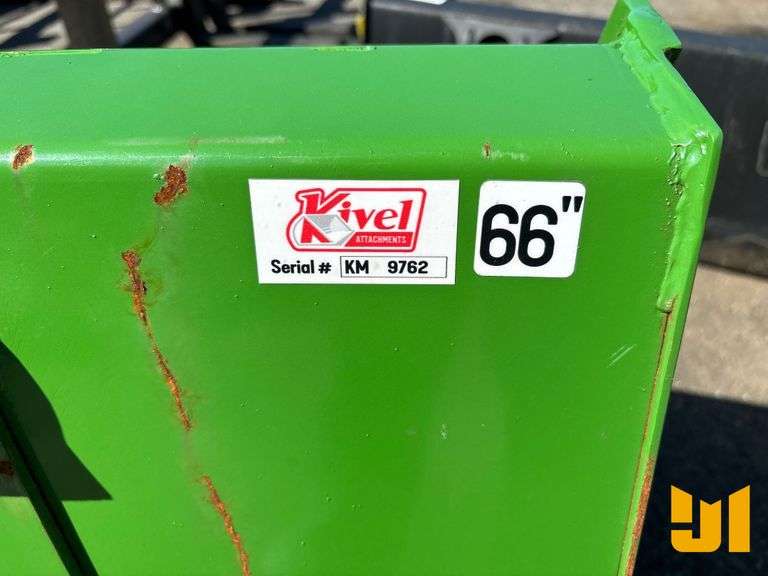 Kivel
ATTACHMENTS
Serial # KM 9762
66"